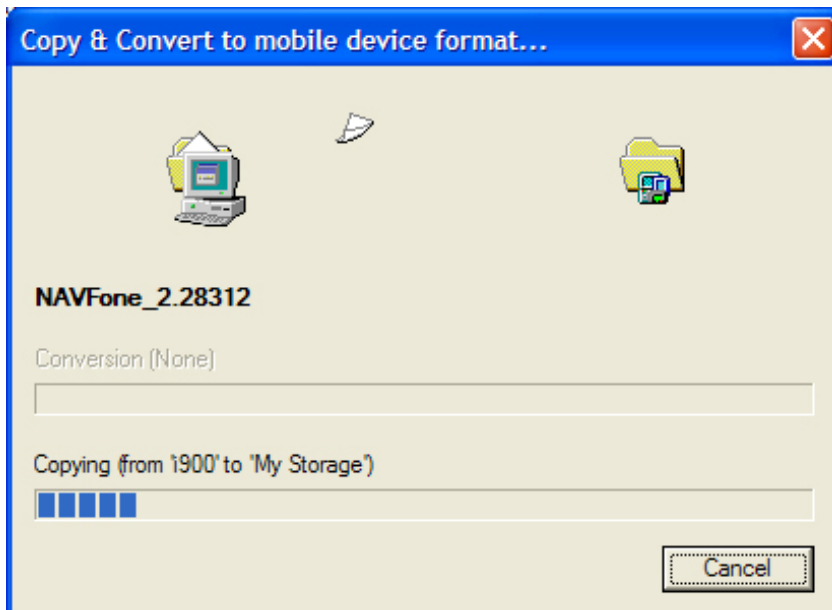 Copy & Convert to mobile device format...
NAVFone_2.28312
Conversion (None)
Copying (from 'i900' to 'My Storage')
Cancel